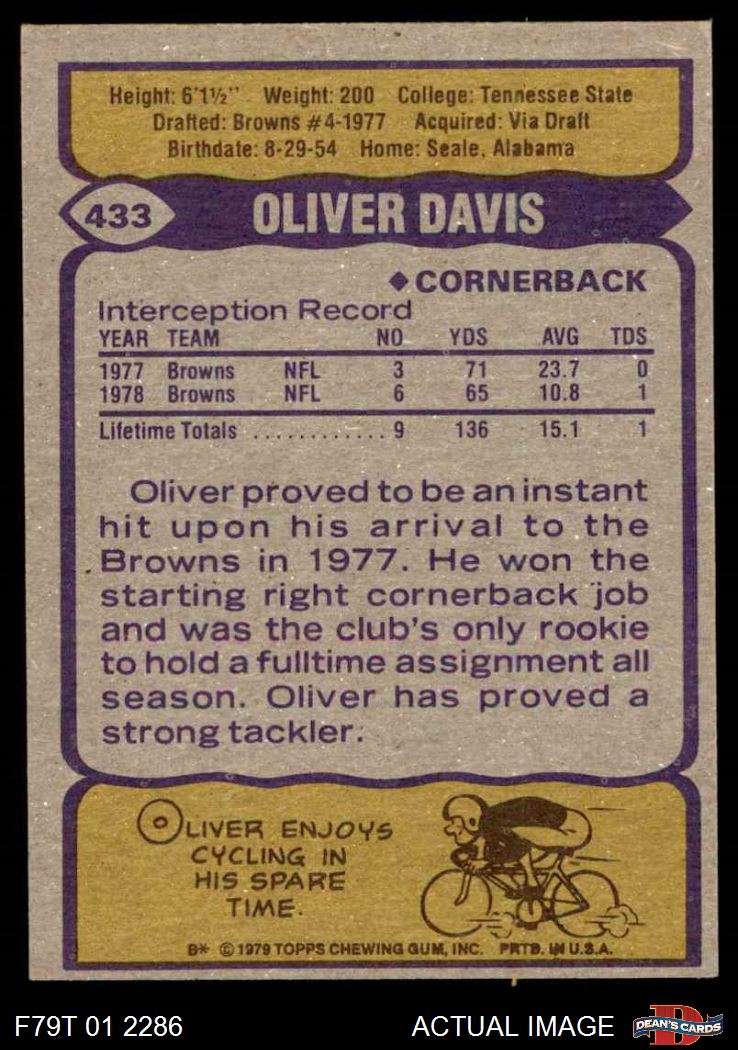 Height: 6'1½" Weight: 200 College: Tennessee State
Drafted: Browns #4-1977 Acquired: Via Draft
Birthdate: 8-29-54 Home: Seale, Alabama
433 OLIVER DAVIS
◆CORNERBACK
Interception Record
YEAR TEAM NO YDS AVG TDS
1977 Browns NFL 3 71 23.7 0
1978 Browns NFL 6 65 10.8 1
Lifetime Totals ............ 9 136 15.1 1
Oliver proved to be an instant
hit upon his arrival to the
Browns in 1977. He won the
starting right cornerback job
and was the club's only rookie
to hold a fulltime assignment all
season. Oliver has proved a
strong tackler.
OLIVER ENJOYS
CYCLING IN
HIS SPARE
TIME.
B* © 1979 TOPPS CHEWING GUM, INC. PRTD. IN U.S.A.
F79T 01 2286 ACTUAL IMAGE D DEAN'S CARDS